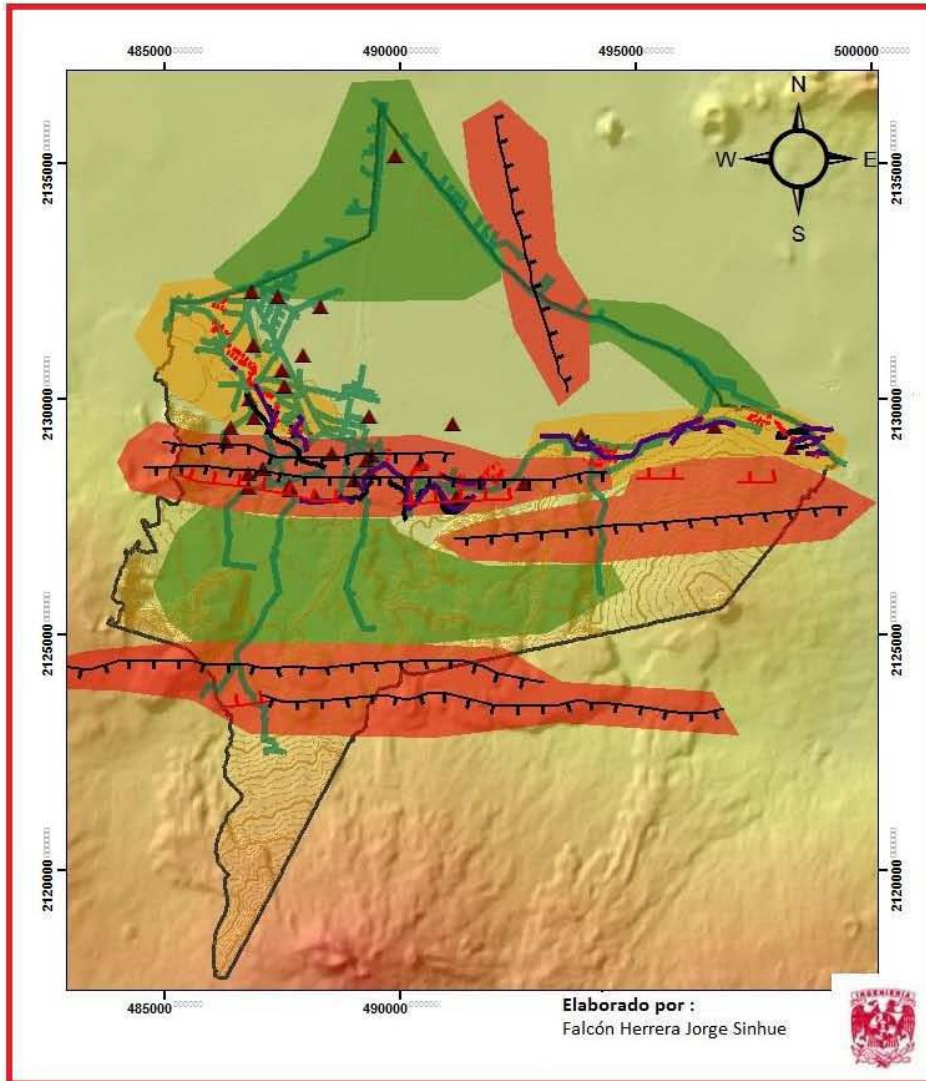 485000 490000 495000 500000
N
W E
S
2135000 2135000
2130000 2130000
2125000 2125000
2120000 2120000
485000 490000
Elaborado por :
Falcón Herrera Jorge Sinhue
INGENIERIA